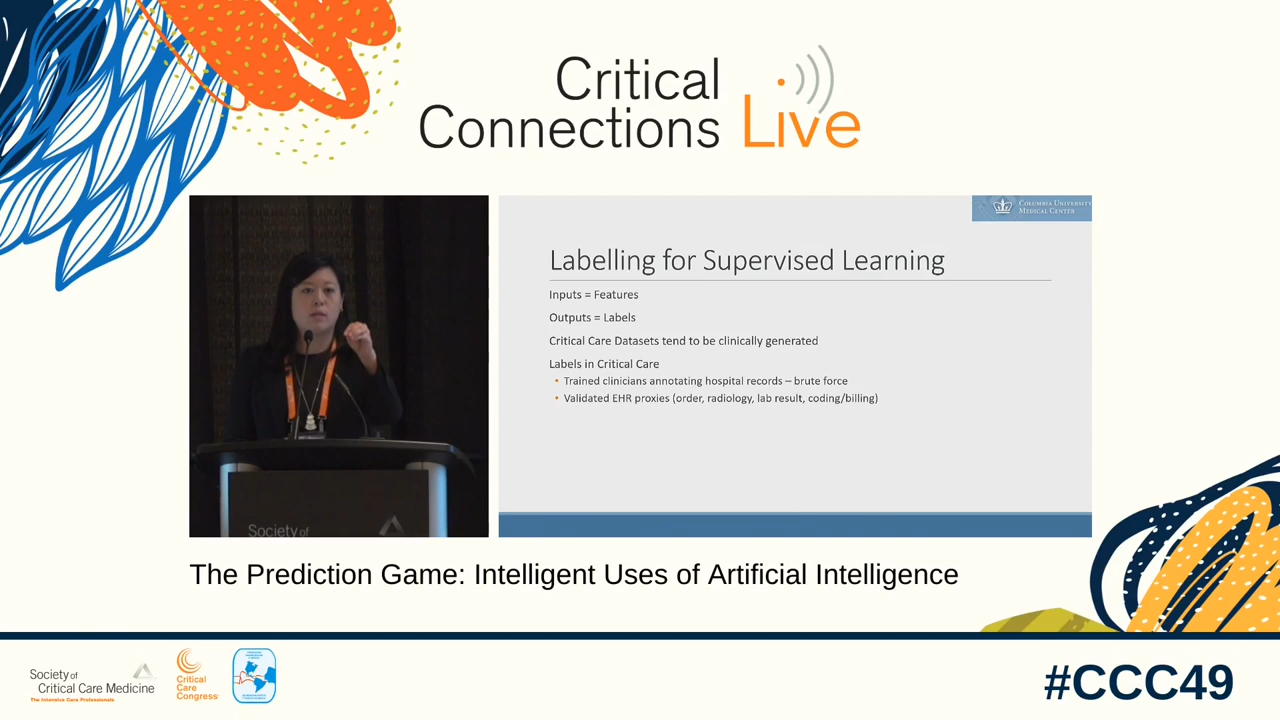 Critical
Connections Live
COLUMBIA UNIVERSITY
MEDICAL CENTER
Labelling for Supervised Learning
Inputs = Features
Outputs = Labels
Critical Care Datasets tend to be clinically generated
Labels in Critical Care
• Trained clinicians annotating hospital records – brute force
• Validated EHR proxies (order, radiology, lab result, coding/billing)
Society of
The Prediction Game: Intelligent Uses of Artificial Intelligence
Society of
Critical Care Medicine
The Intensive Care Professionals
Critical
Care
Congress
#CCC49